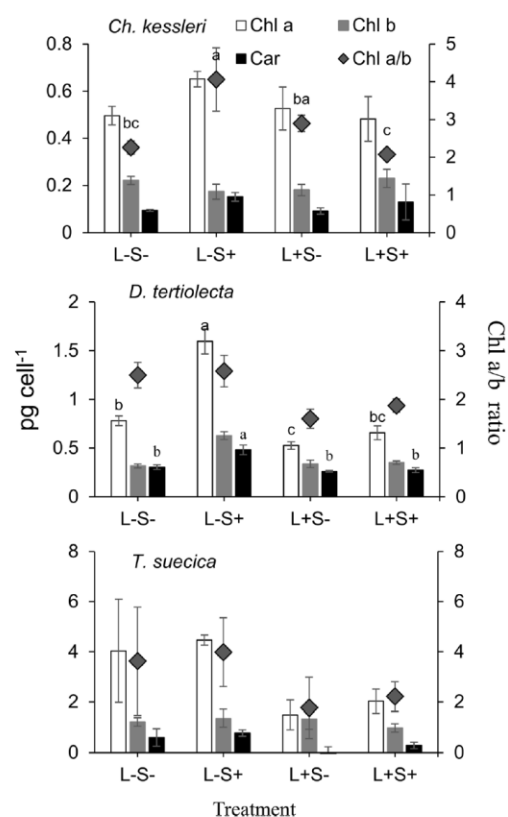 Ch. kessleri
Chl a
Chl b
Car
Chl a/b
0.8
0.6
0.4
0.2
0
5
4
3
2
1
0
bc
a
ba
c
L-S-
L-S+
L+S-
L+S+
D. tertiolecta
2
1.5
1
0.5
0
4
3
2
1
0
b
b
a
a
c
b
bc
b
L-S-
L-S+
L+S-
L+S+
pg cell-1
Chl a/b ratio
T. suecica
8
6
4
2
0
8
6
4
2
0
L-S-
L-S+
L+S-
L+S+
Treatment